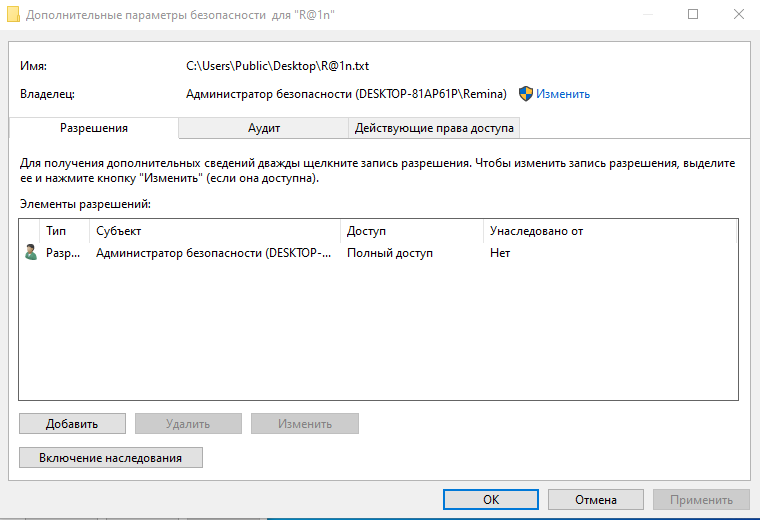 Дополнительные параметры безопасности для "R@1n"
Имя: C:\Users\Public\Desktop\R@1n.txt
Владелец: Администратор безопасности (DESKTOP-81AP61P\Remina) Изменить
Разрешения Аудит Действующие права доступа
Для получения дополнительных сведений дважды щелкните запись разрешения. Чтобы изменить запись разрешения, выделите
ее и нажмите кнопку "Изменить" (если она доступна).
Элементы разрешений:
Тип Субъект Доступ Унаследовано от
Разр... Администратор безопасности (DESKTOP-... Полный доступ Нет
Добавить Удалить Изменить
Включение наследования
ОК Отмена Применить